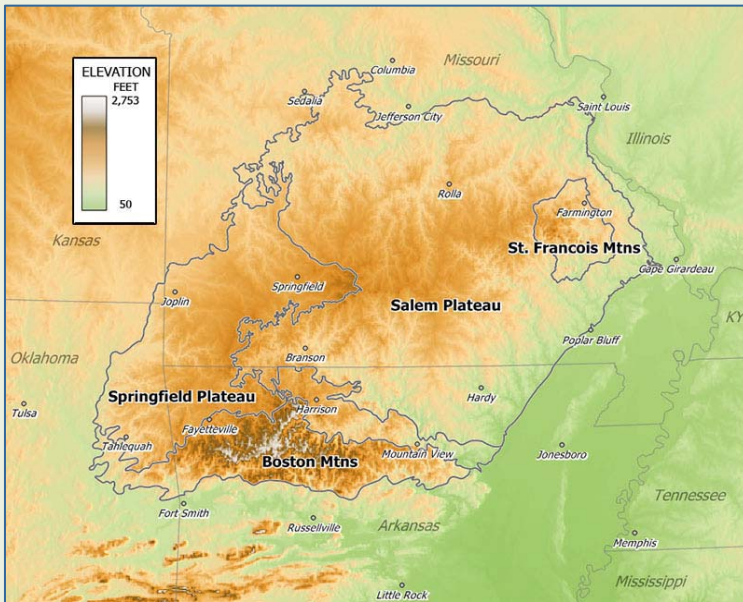 Missouri
Columbia
ELEVATION
FEET
2,753
50
Sedalia
Jefferson City
Saint Louis
Illinois
Rolla
Farmington
Kansas
St. Francois Mtns
Cape Girardeau
Springfield
Joplin
Salem Plateau
KY
Poplar Bluff
Oklahoma
Branson
Springfield Plateau
Hardy
Harrison
Tulsa
Fayetteville
Tahlequah
Boston Mtns
Mountain View
Jonesboro
Tennessee
Fort Smith
Russellville
Arkansas
Memphis
Mississippi
Little Rock